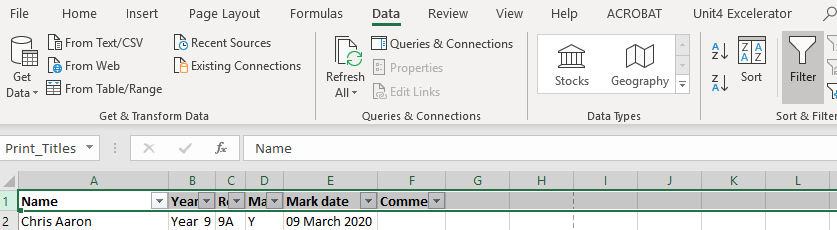 File Home Insert Page Layout Formulas Data Review View Help ACROBAT Unit4 Excelerator
Get Data
From Text/CSV
From Web
From Table/Range
Recent Sources
Existing Connections
Get & Transform Data
Refresh All
Queries & Connections
Properties
Edit Links
Queries & Connections
Stocks
Geography
Data Types
A Z
Z A
Z A A Z
Sort
Filter
Sort & Filte
Print_Titles fx Name
A B C D E F G H I J K L
1 Name Year Re Ma Mark date Comme
2 Chris Aaron Year 9 9A Y 09 March 2020